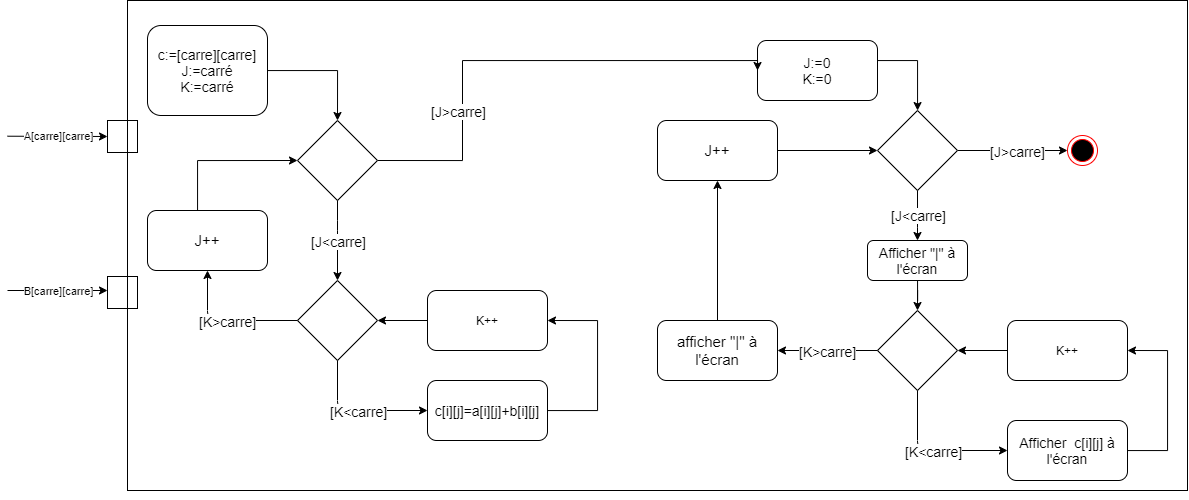 c:=[carre][carre]
J:=carré
K:=carré
A[carre][carre]
B[carre][carre]
J++
[J>carre]
[J<carre]
[K>carre]
K++
[K<carre]
c[i][j]=a[i][j]+b[i][j]
J:=0
K:=0
J++
[J>carre]
[J<carre]
Afficher "|" à
l'écran
afficher "|" à
l'écran
[K>carre]
K++
[K<carre]
Afficher c[i][j] à
l'écran